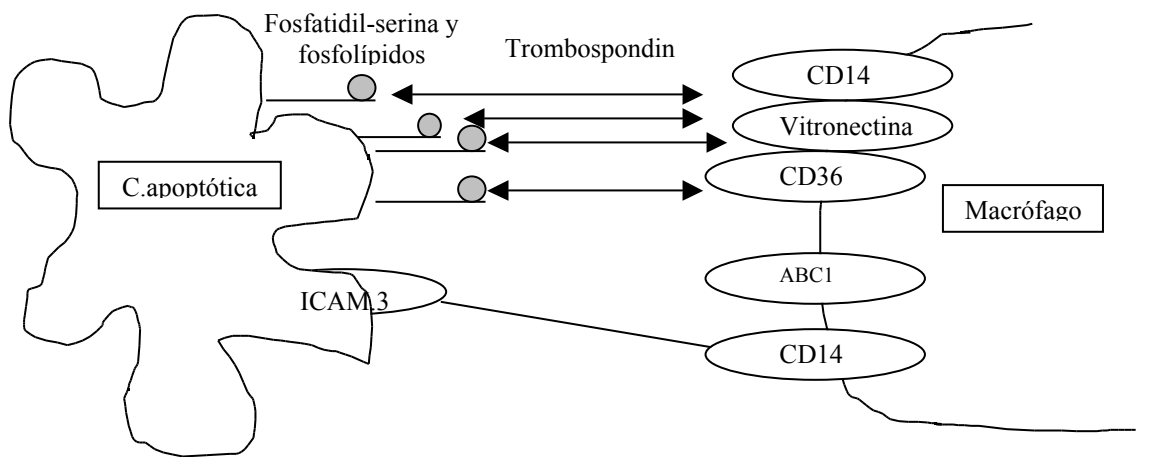 Fosfatidil-serina y
fosfolípidos
Trombospondin
CD14
Vitronectina
CD36
C.apoptótica
Macrófago
ABC1
ICAM.3
CD14